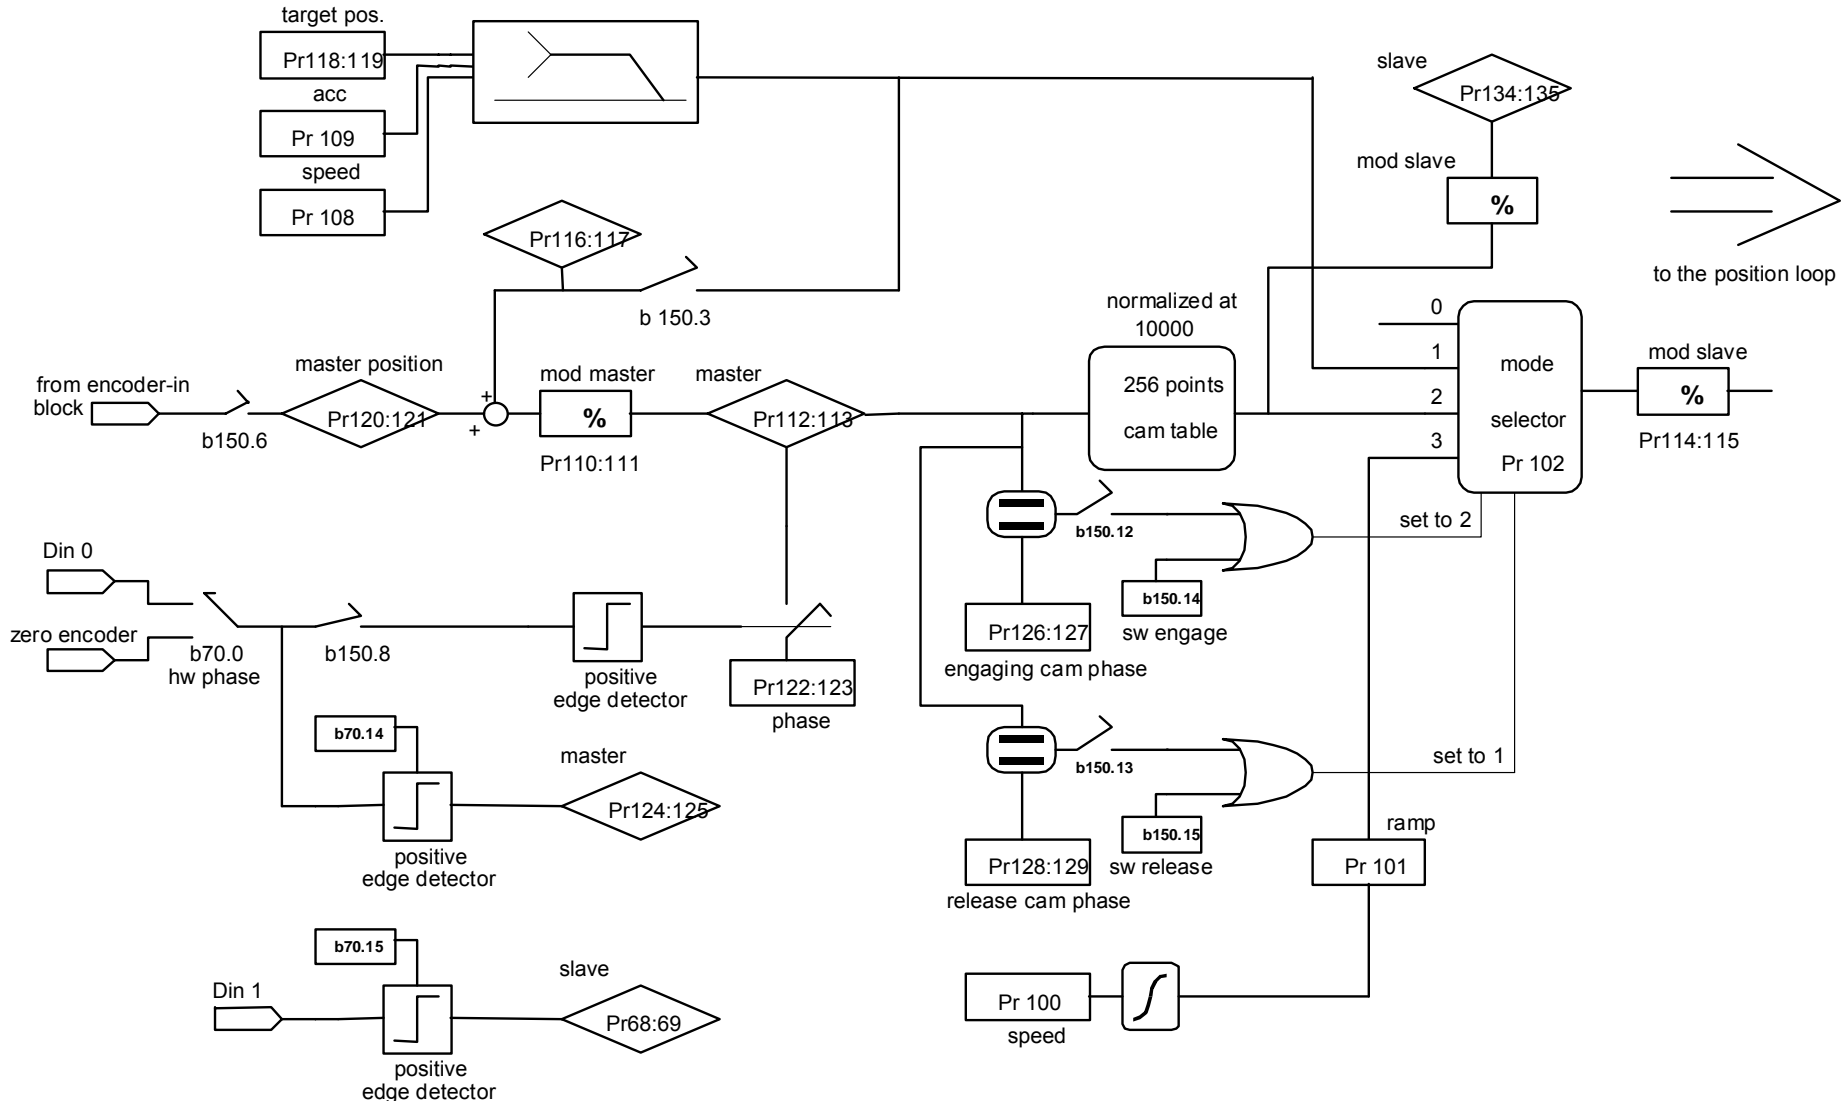 target pos.
Pr118:119
acc
Pr 109
speed
Pr 108
slave
Pr134:135
mod slave
%
to the position loop
Pr116:117
b 150.3
normalized at
10000
256 points
cam table
0
1
2
3
mode
selector
Pr 102
mod slave
%
Pr114:115
from encoder-in
block
b150.6
master position
Pr120:121
+
+
mod master
%
Pr110:111
master
Pr112:113
b150.12
b150.14
sw engage
set to 2
Pr126:127
engaging cam phase
Din 0
zero encoder
b70.0
hw phase
b150.8
positive
edge detector
Pr122:123
phase
b70.14
positive
edge detector
master
Pr124:125
b150.13
b150.15
sw release
set to 1
Pr128:129
release cam phase
ramp
Pr 101
b70.15
Din 1
positive
edge detector
slave
Pr68:69
Pr 100
speed